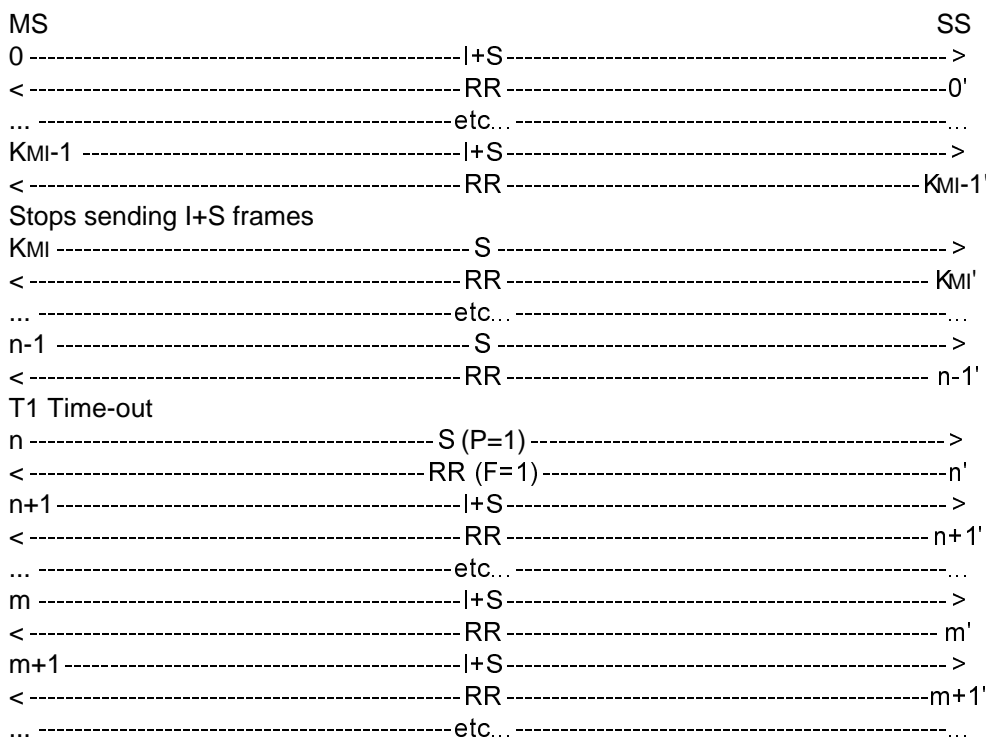 MS SS
0 ------------------------------ I+S ------------------------------ >
< ------------------------------ RR ------------------------------ 0'
... ------------------------------ etc... ------------------------------ ...
KMI-1 ------------------------------ I+S ------------------------------ >
< ------------------------------ RR ------------------------------ KMI-1'
Stops sending I+S frames
KMI ------------------------------ S ------------------------------ >
< ------------------------------ RR ------------------------------ KMI'
... ------------------------------ etc... ------------------------------ ...
n-1 ------------------------------ S ------------------------------ >
< ------------------------------ RR ------------------------------ n-1'
T1 Time-out
n ------------------------------ S (P=1) ------------------------------ >
< ------------------------------ RR (F=1) ------------------------------ n'
n+1 ------------------------------ I+S ------------------------------ >
< ------------------------------ RR ------------------------------ n+1'
... ------------------------------ etc... ------------------------------ ...
m ------------------------------ I+S ------------------------------ >
< ------------------------------ RR ------------------------------ m'
m+1 ------------------------------ I+S ------------------------------ >
< ------------------------------ RR ------------------------------ m+1'
... ------------------------------ etc... ------------------------------ ...